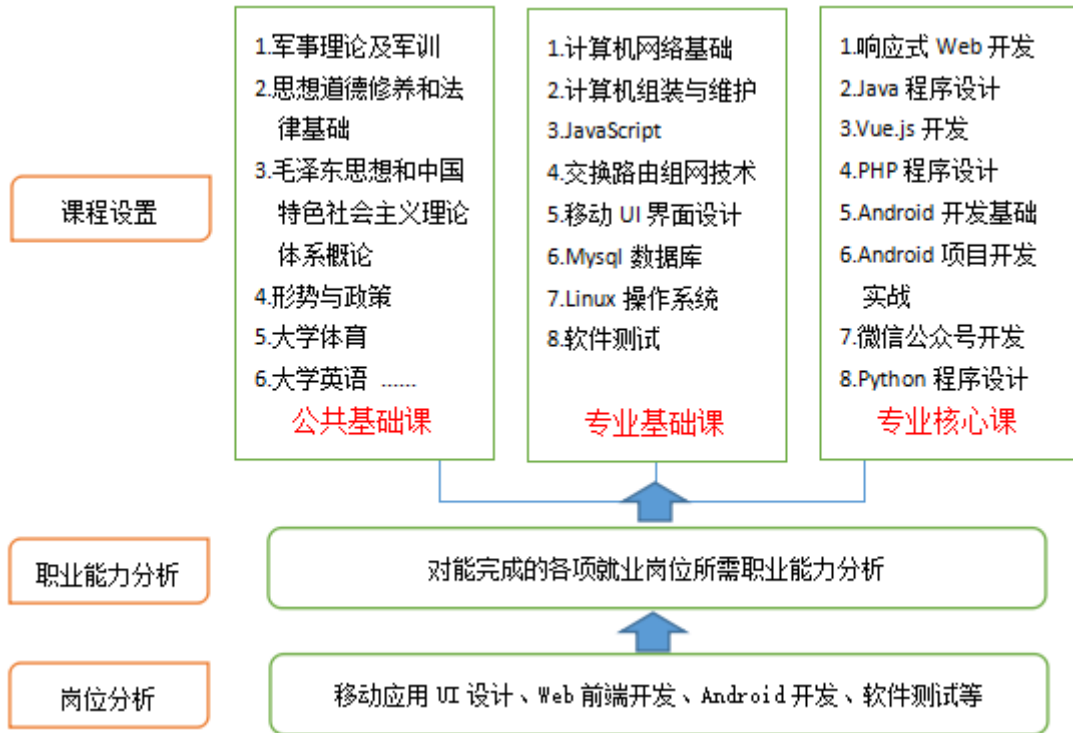 课程设置
1.军事理论及军训
2.思想道德修养和法
律基础
3.毛泽东思想和中国
特色社会主义理论
体系概论
4.形势与政策
5.大学体育
6.大学英语 ……
公共基础课
1.计算机网络基础
2.计算机组装与维护
3.JavaScript
4.交换路由组网技术
5.移动 UI 界面设计
6.Mysql 数据库
7.Linux 操作系统
8.软件测试
专业基础课
1.响应式 Web 开发
2.Java 程序设计
3.Vue.js 开发
4.PHP 程序设计
5.Android 开发基础
6.Android 项目开发
实战
7.微信公众号开发
8.Python 程序设计
专业核心课
职业能力分析
对能完成的各项就业岗位所需职业能力分析
岗位分析
移动应用 UI 设计、Web 前端开发、Android 开发、软件测试等